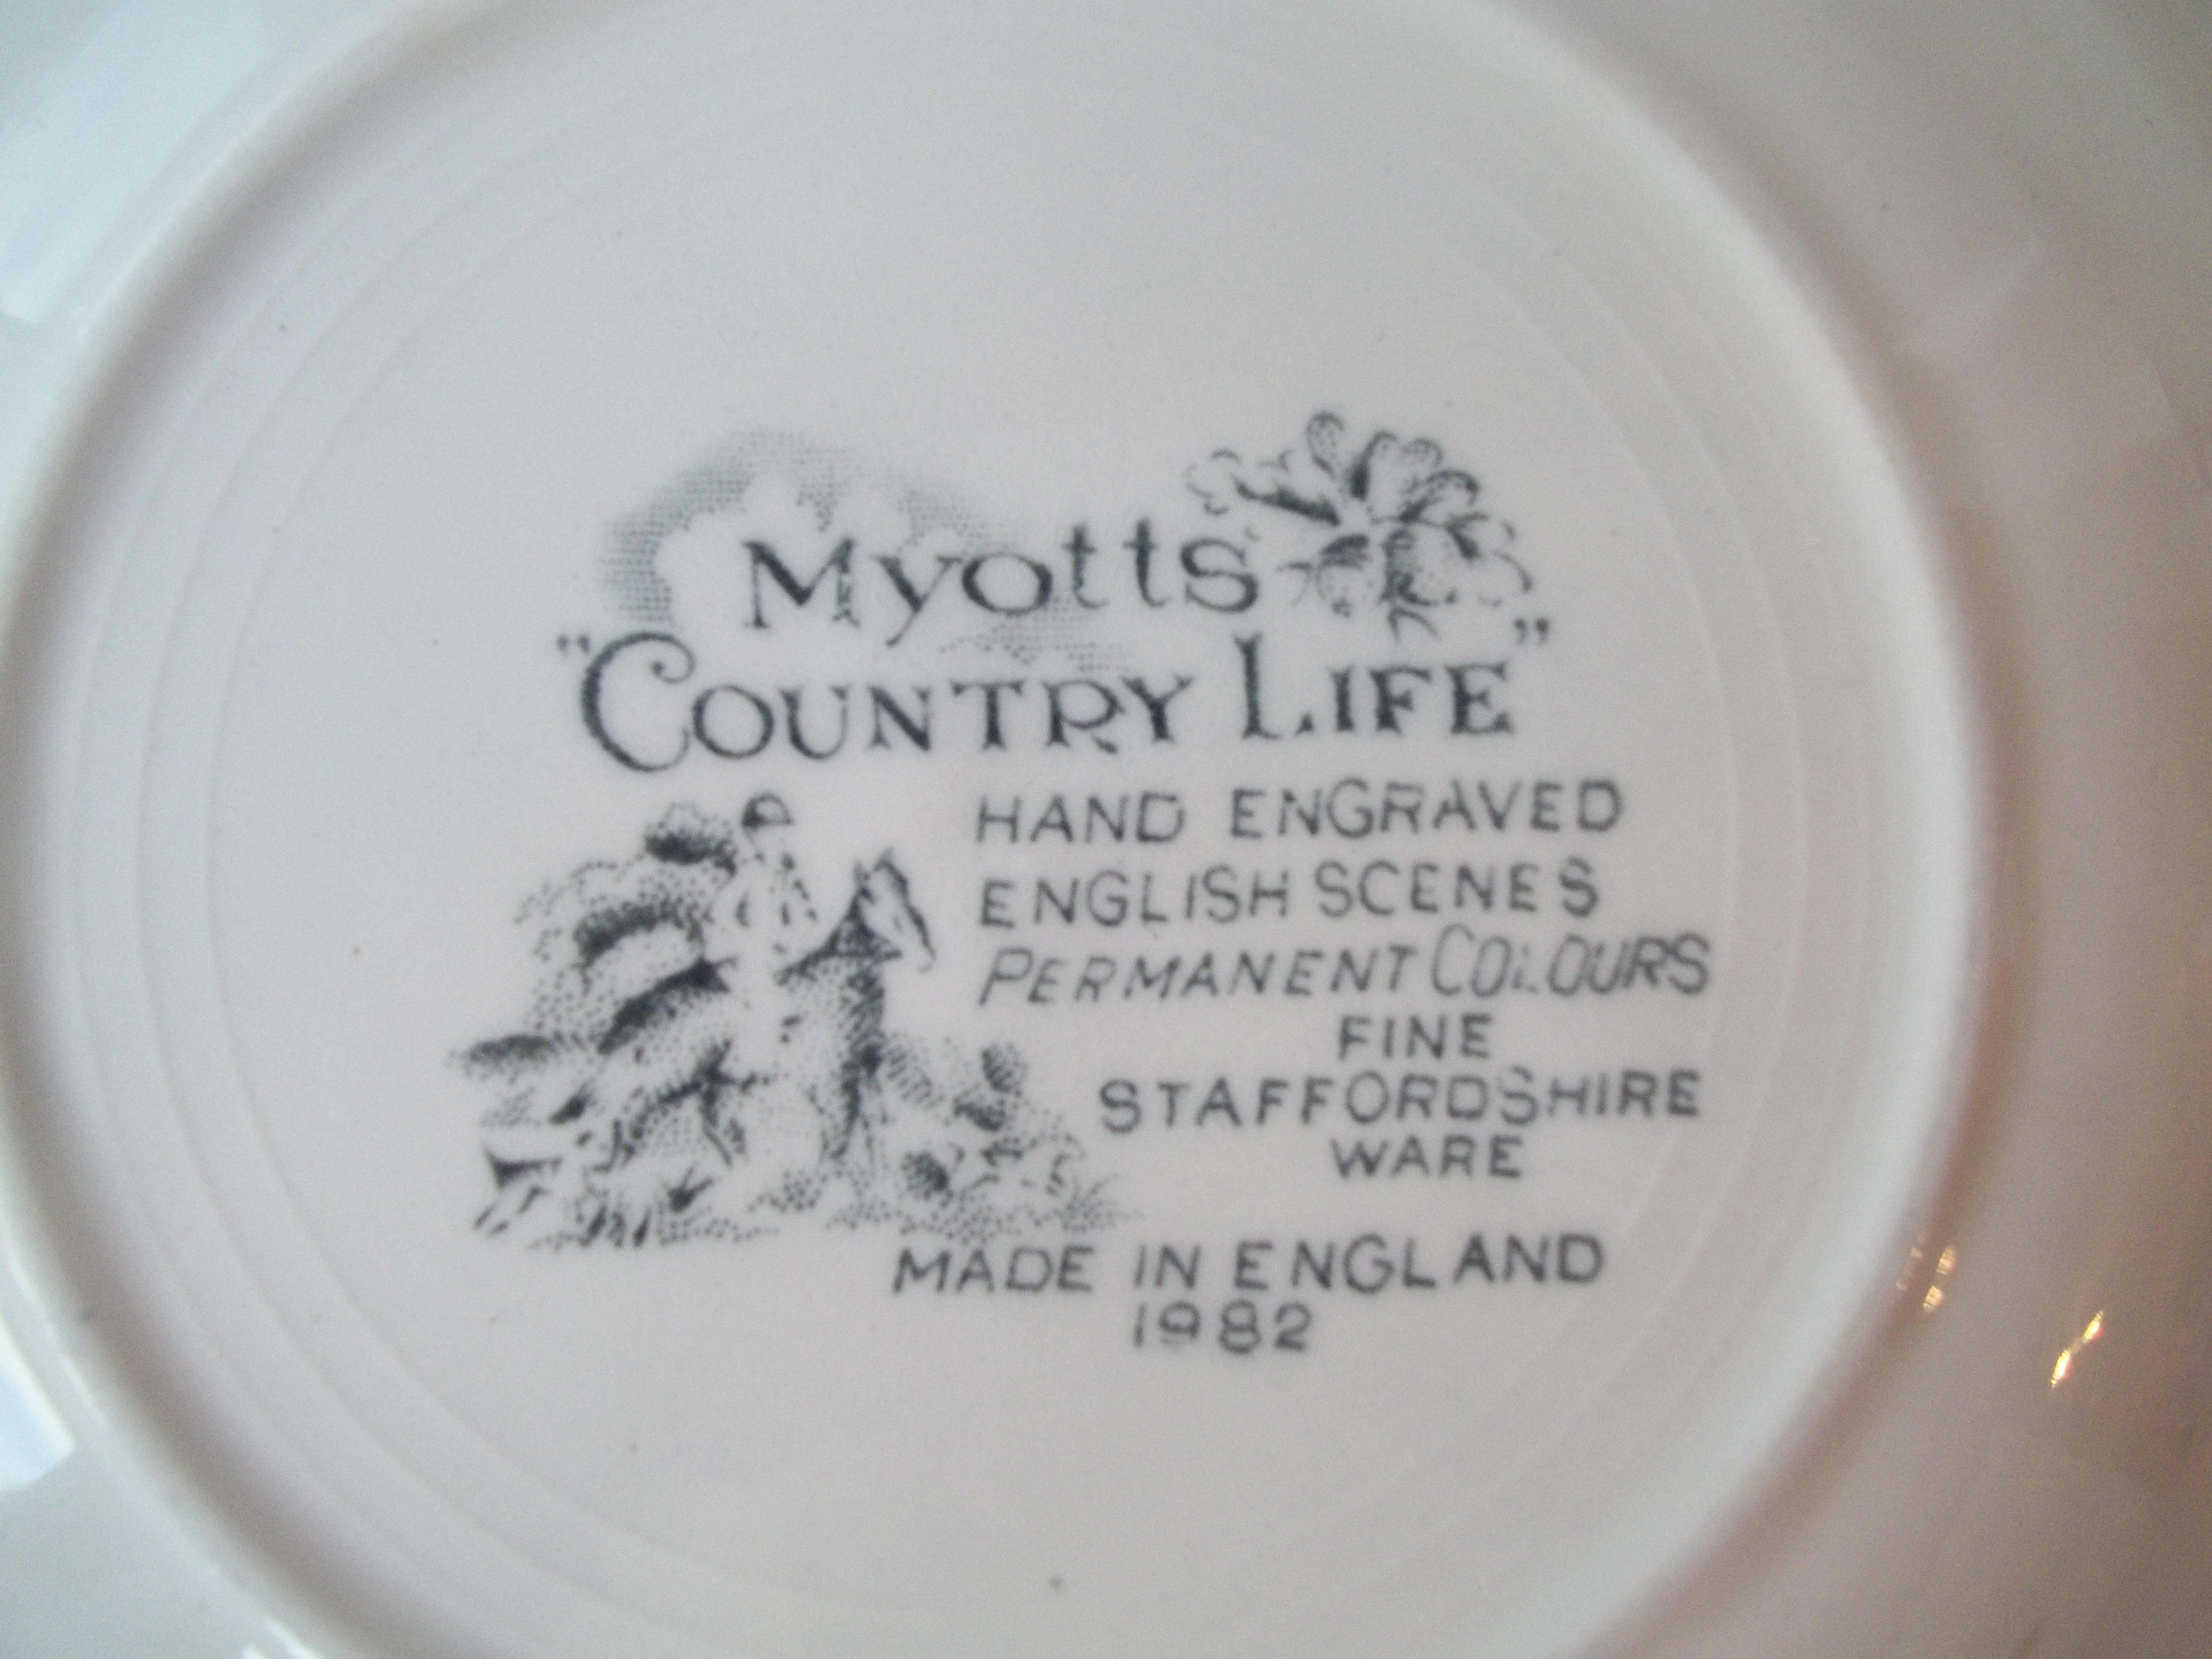 Myotts
"COUNTRY LIFE"
HAND ENGRAVED
ENGLISH SCENES
PERMANENT COLOURS
FINE
STAFFORDSHIRE
WARE
MADE IN ENGLAND
1982